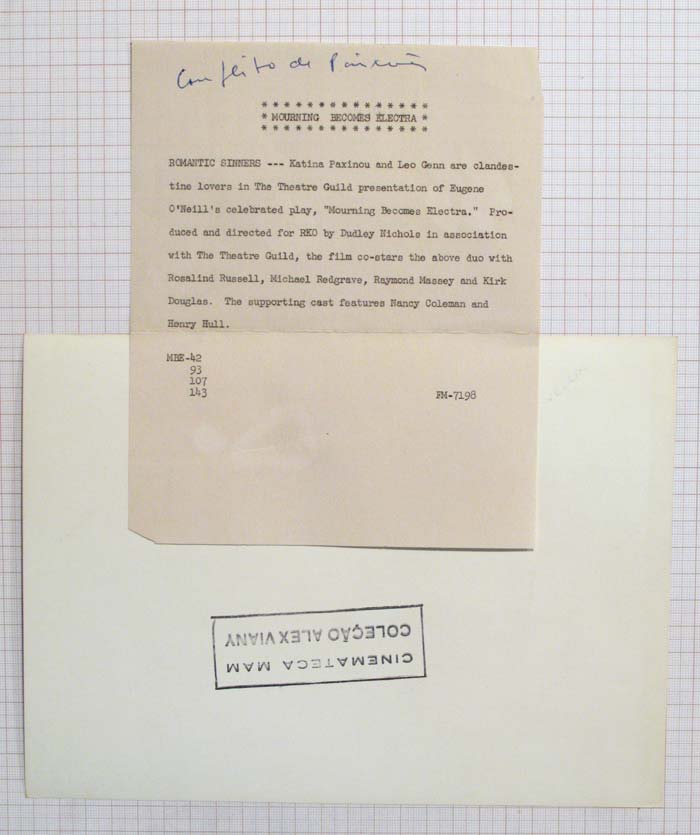 Conflito de Paixões
* * * * * * * * * * * * * * *
* MOURNING BECOMES ELECTRA *
* * * * * * * * * * * * * * *
ROMANTIC SINNERS --- Katina Paxinou and Leo Genn are clandes-
tine lovers in The Theatre Guild presentation of Eugene
O'Neill's celebrated play, "Mourning Becomes Electra." Pro-
duced and directed for RKO by Dudley Nichols in association
with The Theatre Guild, the film co-stars the above duo with
Rosalind Russell, Michael Redgrave, Raymond Massey and Kirk
Douglas. The supporting cast features Nancy Coleman and
Henry Hull.
MBE-42
93
107
143 FM-7198
CINEMATECA MAM
COLEÇÃO ALEX VIANY